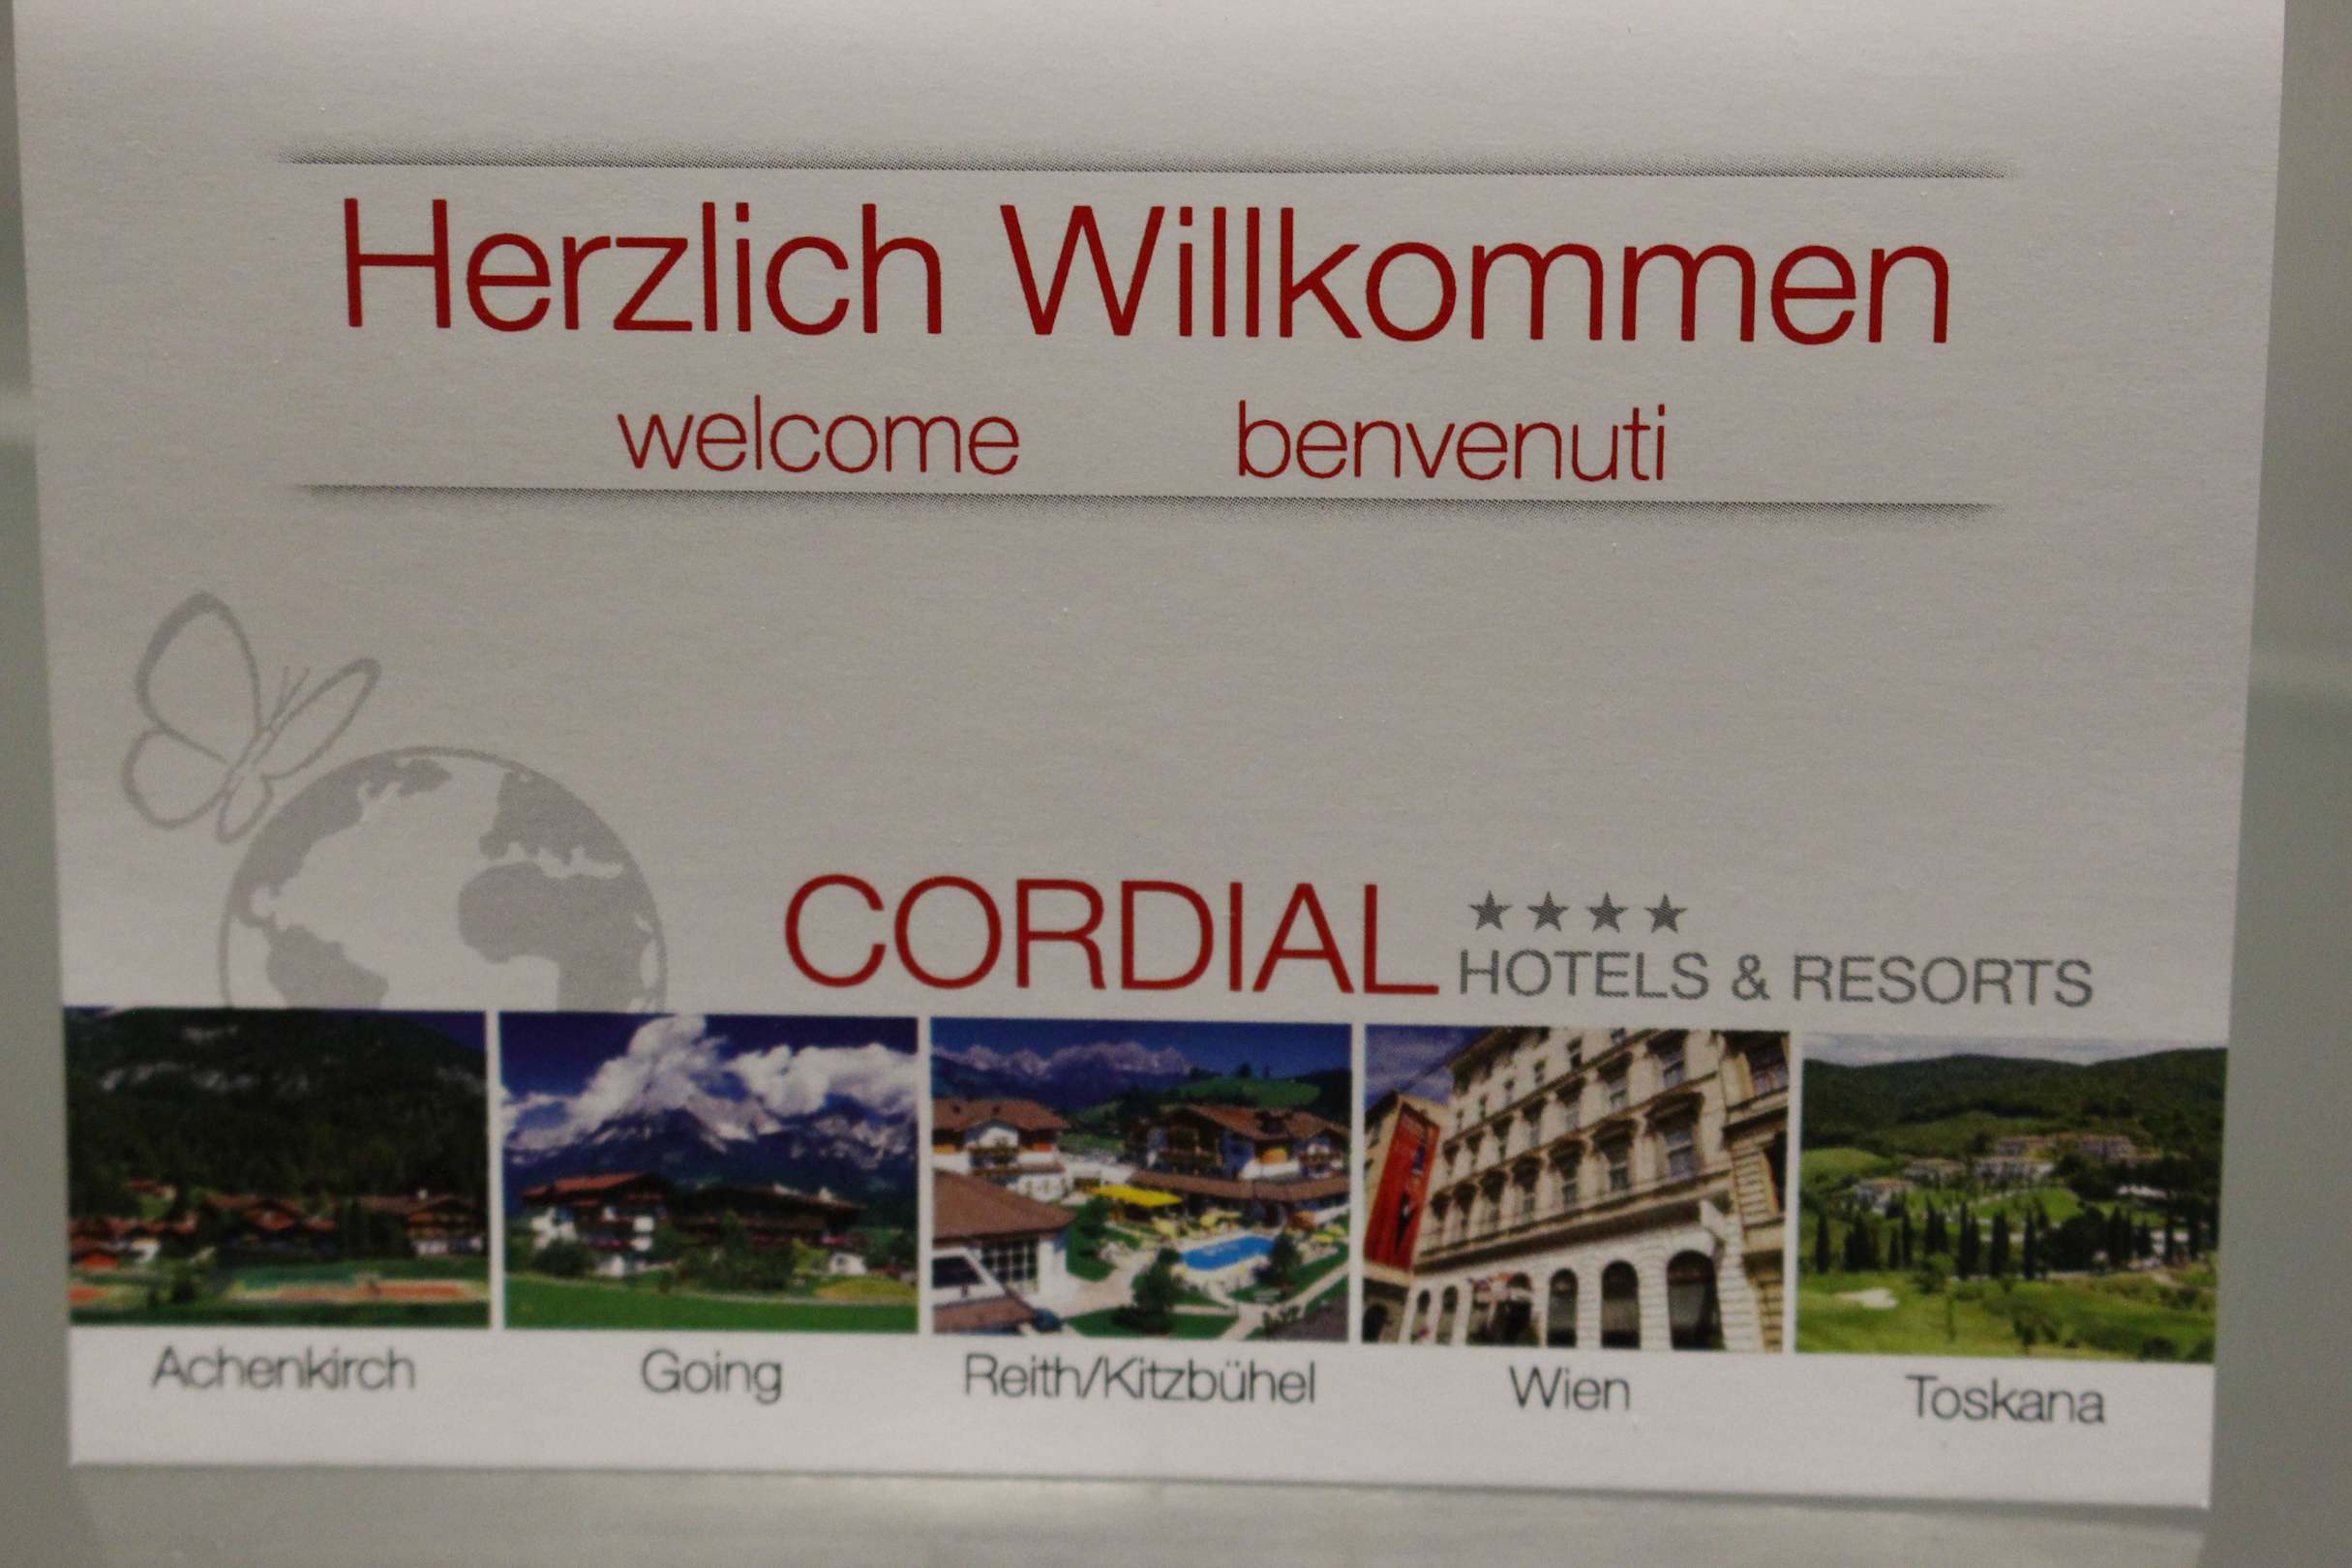 Herzlich Willkommen
welcome benvenuti
CORDIAL ★★★★
HOTELS & RESORTS
Achenkirch Going Reith/Kitzbühel Wien Toskana